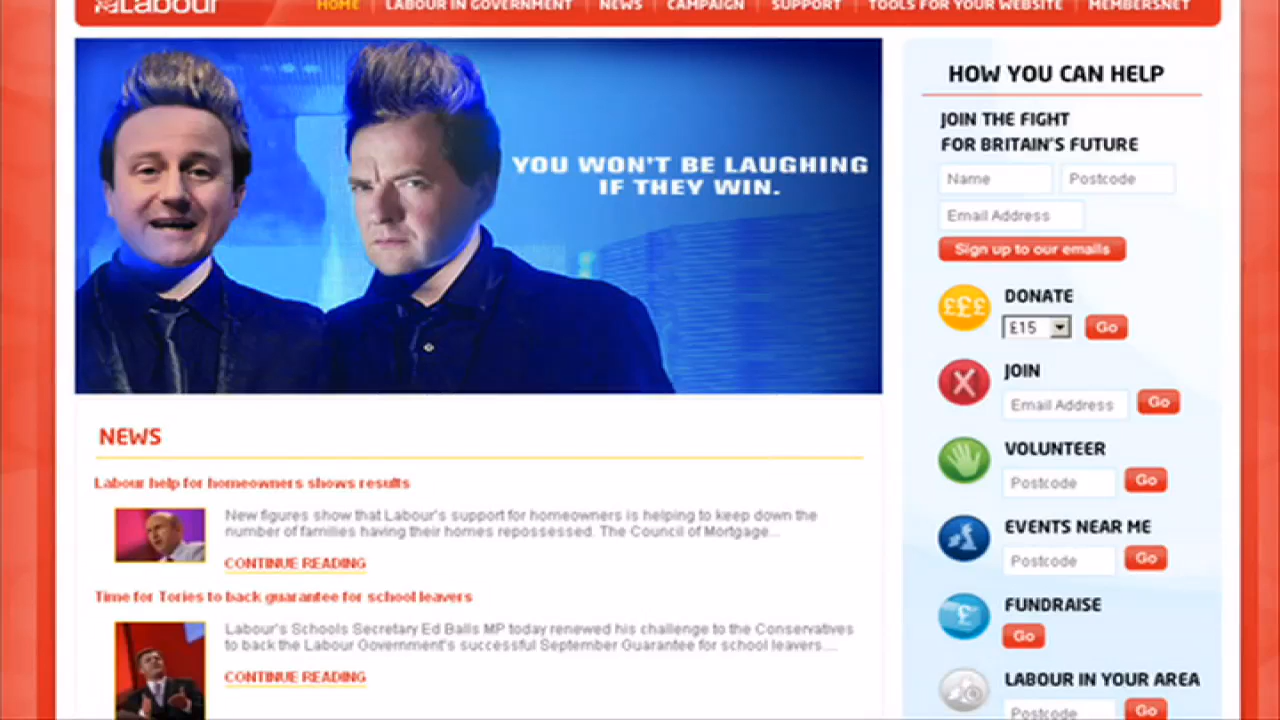 Labour
HOME
LABOUR IN GOVERNMENT
NEWS
CAMPAIGN
SUPPORT
TOOLS FOR YOUR WEBSITE
MEMBERSNET
YOU WON'T BE LAUGHING
IF THEY WIN.
NEWS
Labour help for homeowners shows results
New figures show that Labour's support for homeowners is helping to keep down the
number of families having their homes repossessed. The Council of Mortgage...
CONTINUE READING
Time for Tories to back guarantee for school leavers
Labour's Schools Secretary Ed Balls MP today renewed his challenge to the Conservatives
to back the Labour Government's successful September Guarantee for school leavers....
CONTINUE READING
HOW YOU CAN HELP
JOIN THE FIGHT
FOR BRITAIN'S FUTURE
Name
Postcode
Email Address
Sign up to our emails
£££
DONATE
£15
Go
JOIN
Email Address
Go
VOLUNTEER
Postcode
Go
EVENTS NEAR ME
Postcode
Go
£
FUNDRAISE
Go
LABOUR IN YOUR AREA
Postcode
Go